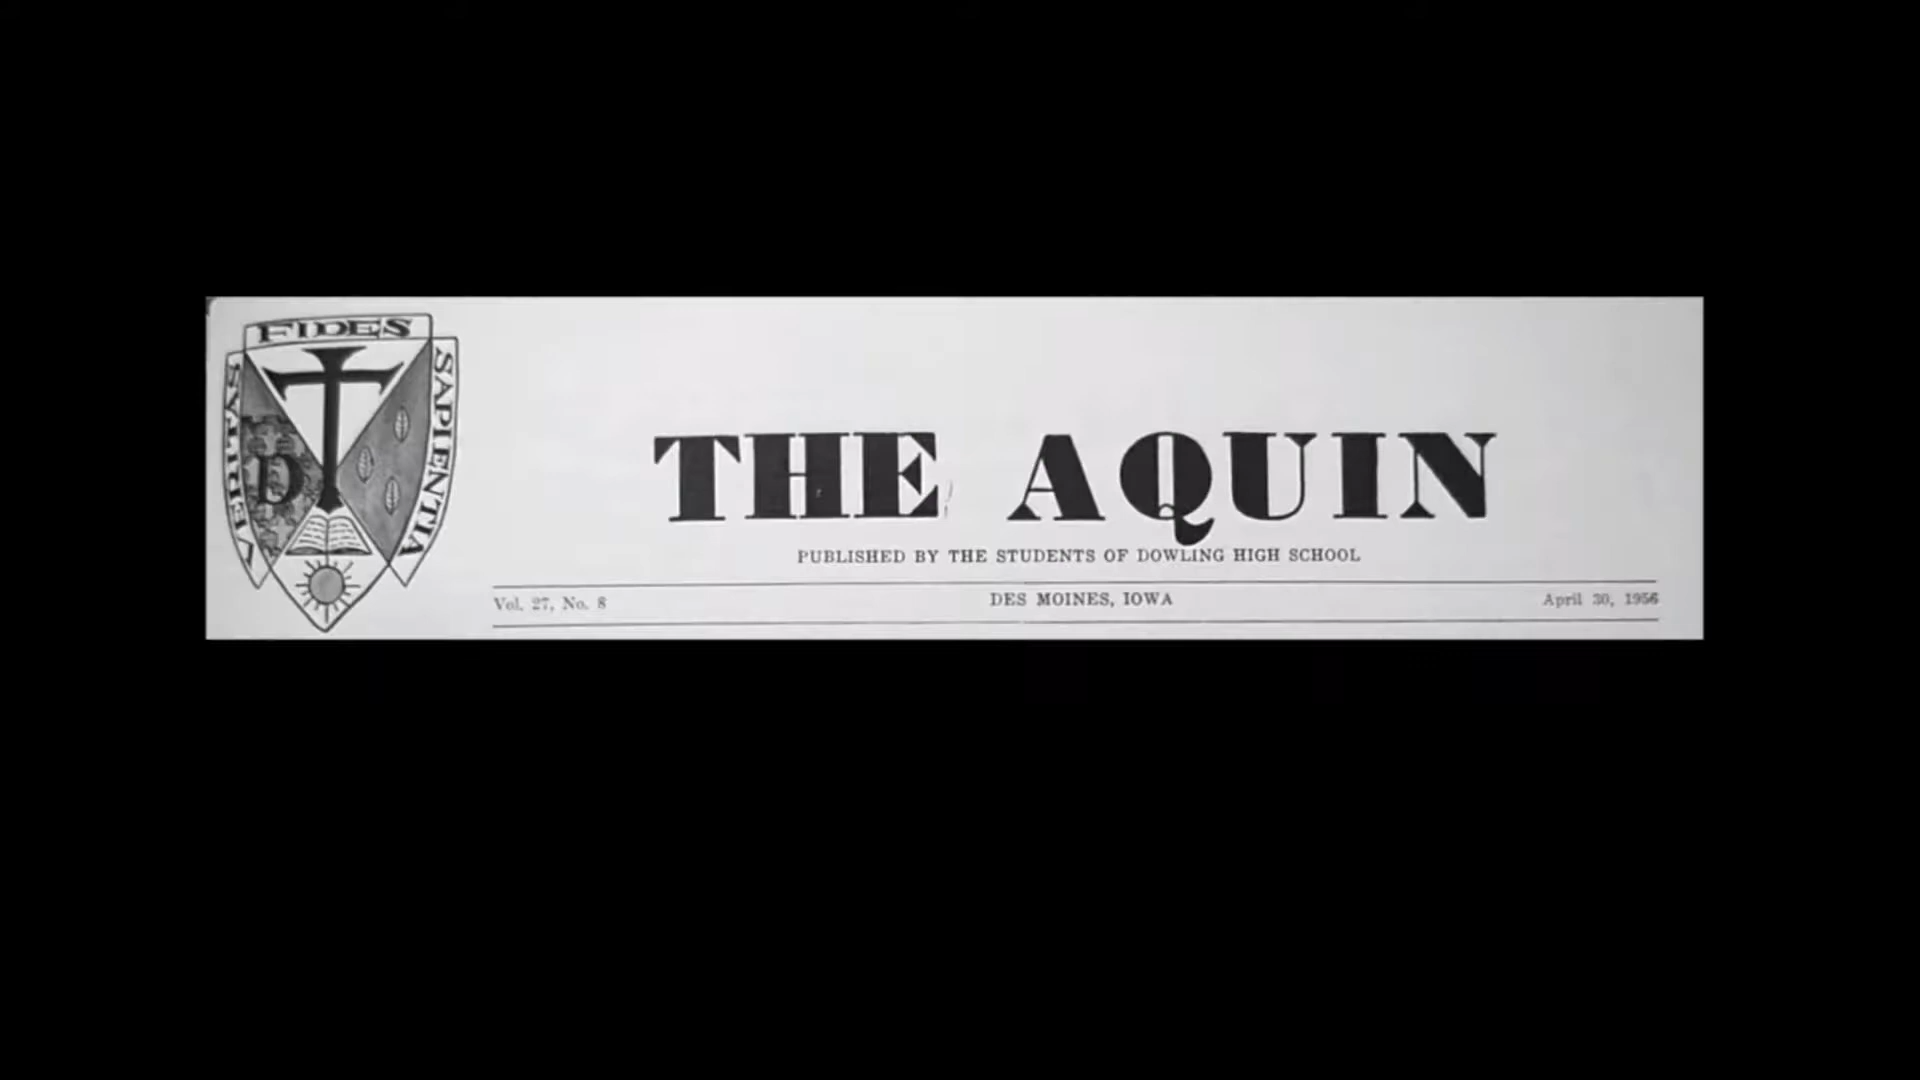 FIDES
VERITAS
SAPIENTIA
D
THE AQUIN
PUBLISHED BY THE STUDENTS OF DOWLING HIGH SCHOOL
Vol. 27, No. 8
DES MOINES, IOWA
April 30, 1956